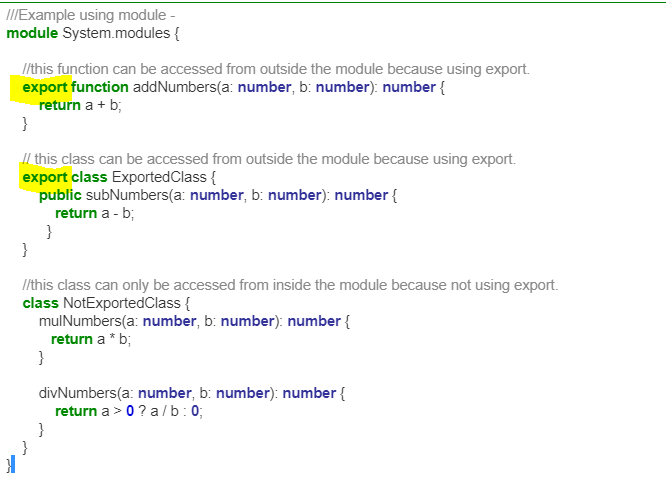 ///Example using module -
module System.modules {
//this function can be accessed from outside the module because using export.
export function addNumbers(a: number, b: number): number {
return a + b;
}
// this class can be accessed from outside the module because using export.
export class ExportedClass {
public subNumbers(a: number, b: number): number {
return a - b;
}
}
//this class can only be accessed from inside the module because not using export.
class NotExportedClass {
mulNumbers(a: number, b: number): number {
return a * b;
}
divNumbers(a: number, b: number): number {
return a > 0 ? a / b : 0;
}
}
}